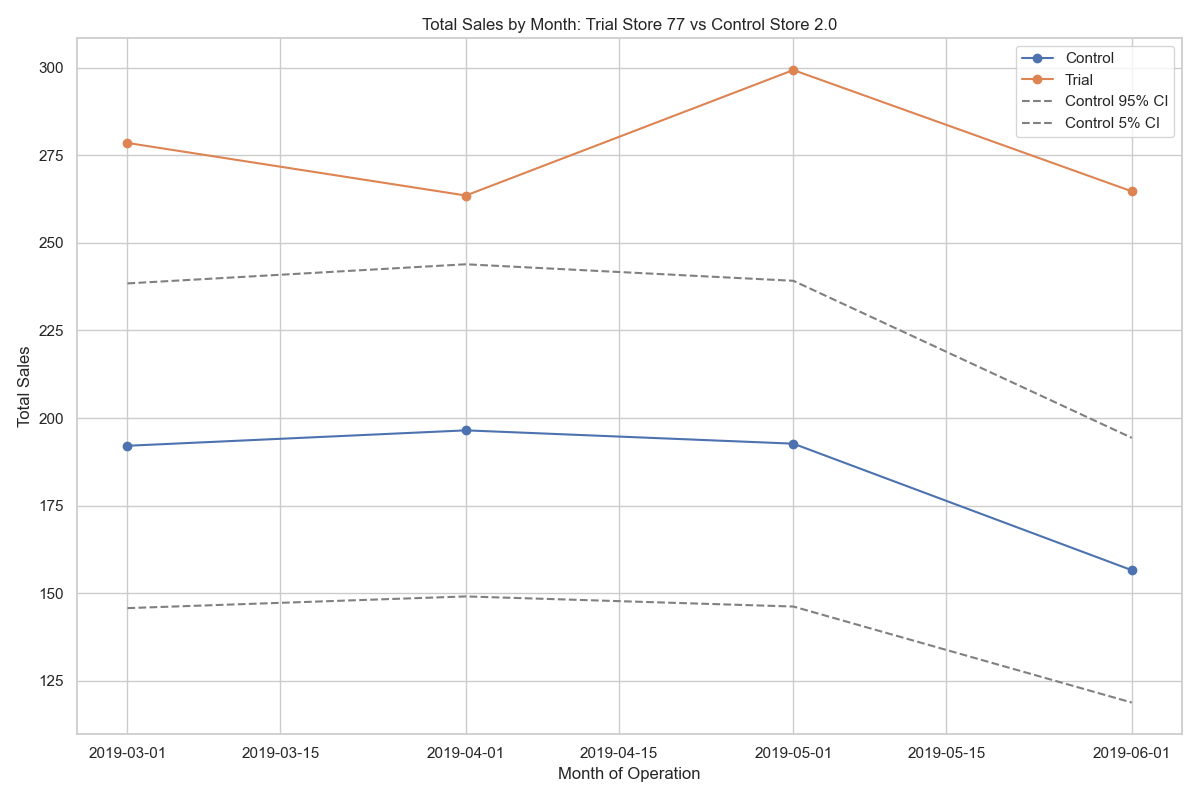 Total Sales by Month: Trial Store 77 vs Control Store 2.0
Control
Trial
Control 95% CI
Control 5% CI
Total Sales
300
275
250
225
200
175
150
125
2019-03-01
2019-03-15
2019-04-01
2019-04-15
2019-05-01
2019-05-15
2019-06-01
Month of Operation